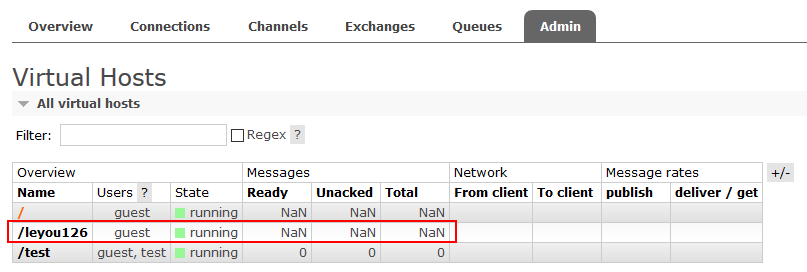 Overview Connections Channels Exchanges Queues Admin
Virtual Hosts
All virtual hosts
Filter: Regex ?
Overview Messages Network Message rates +/-
Name Users ? State Ready Unacked Total From client To client publish deliver / get
/ guest running NaN NaN NaN
/leyou126 guest running NaN NaN NaN
/test guest, test running 0 0 0